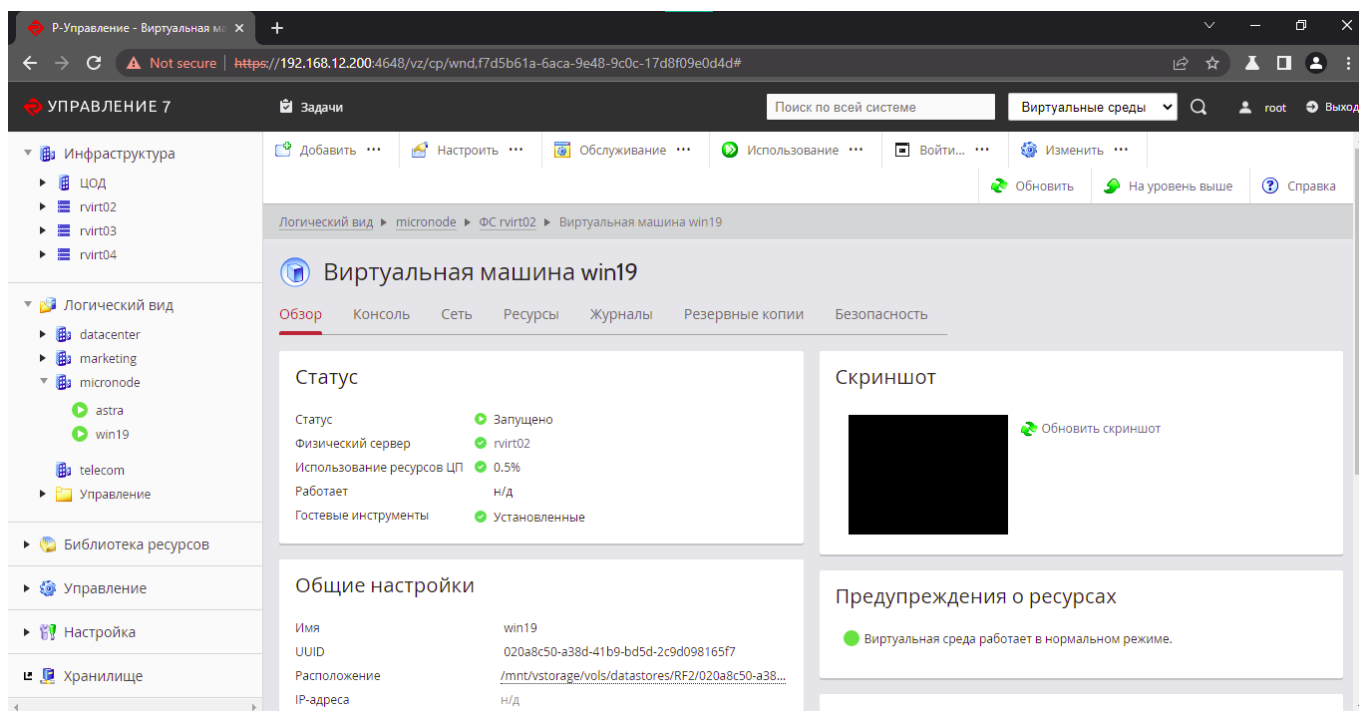 Р-Управление - Виртуальная ма
Not secure | https://192.168.12.200:4648/vz/cp/wnd.f7d5b61a-6aca-9e48-9c0c-17d8f09e0d4d#
УПРАВЛЕНИЕ 7
Задачи
Поиск по всей системе
Виртуальные среды
root
Выход
Инфраструктура
ЦОД
rvirt02
rvirt03
rvirt04
Логический вид
datacenter
marketing
micronode
astra
win19
telecom
Управление
Библиотека ресурсов
Управление
Настройка
Хранилище
Добавить ••• Настроить ••• Обслуживание ••• Использование ••• Войти... ••• Изменить •••
Обновить На уровень выше Справка
Логический вид ▸ micronode ▸ ФС rvirt02 ▸ Виртуальная машина win19
Виртуальная машина win19
Обзор Консоль Сеть Ресурсы Журналы Резервные копии Безопасность
Статус
Статус Запущено
Физический сервер rvirt02
Использование ресурсов ЦП 0.5%
Работает н/д
Гостевые инструменты Установленные
Скриншот
Обновить скриншот
Общие настройки
Имя win19
UUID 020a8c50-a38d-41b9-bd5d-2c9d098165f7
Расположение /mnt/vstorage/vols/datastores/RF2/020a8c50-a38...
IP-адреса н/д
Предупреждения о ресурсах
Виртуальная среда работает в нормальном режиме.